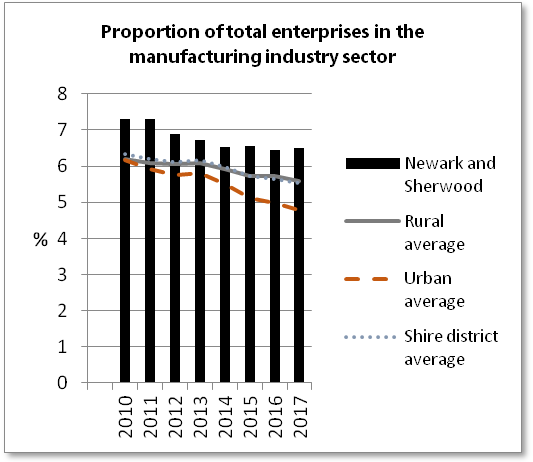 Proportion of total enterprises in the
manufacturing industry sector
8
7
6
5
%
4
3
2
1
0
2010
2011
2012
2013
2014
2015
2016
2017
Newark and
Sherwood
Rural
average
Urban
average
Shire district
average